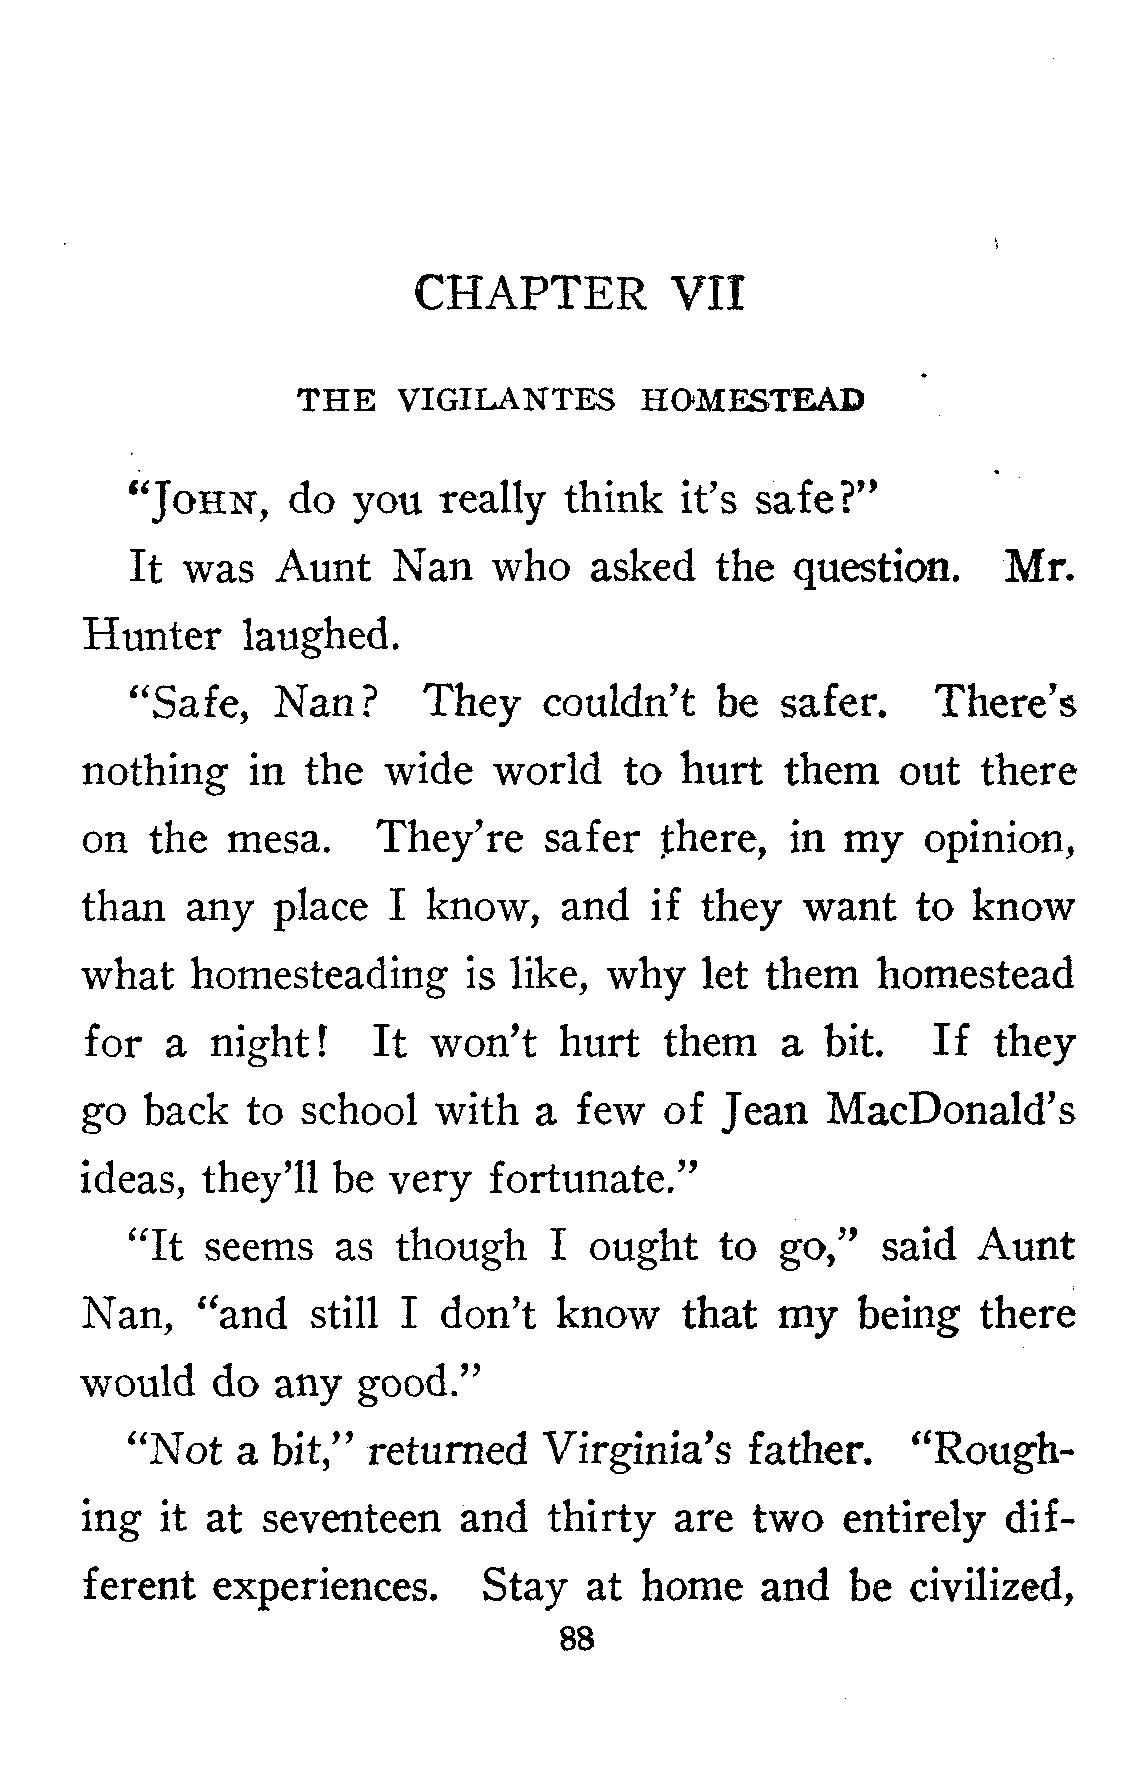 CHAPTER VII
THE VIGILANTES HOMESTEAD
“JOHN, do you really think it’s safe?”
It was Aunt Nan who asked the question. Mr.
Hunter laughed.
“Safe, Nan? They couldn’t be safer. There’s
nothing in the wide world to hurt them out there
on the mesa. They’re safer there, in my opinion,
than any place I know, and if they want to know
what homesteading is like, why let them homestead
for a night! It won’t hurt them a bit. If they
go back to school with a few of Jean MacDonald’s
ideas, they’ll be very fortunate.”
“It seems as though I ought to go,” said Aunt
Nan, “and still I don’t know that my being there
would do any good.”
“Not a bit,” returned Virginia’s father. “Rough-
ing it at seventeen and thirty are two entirely dif-
ferent experiences. Stay at home and be civilized,
88